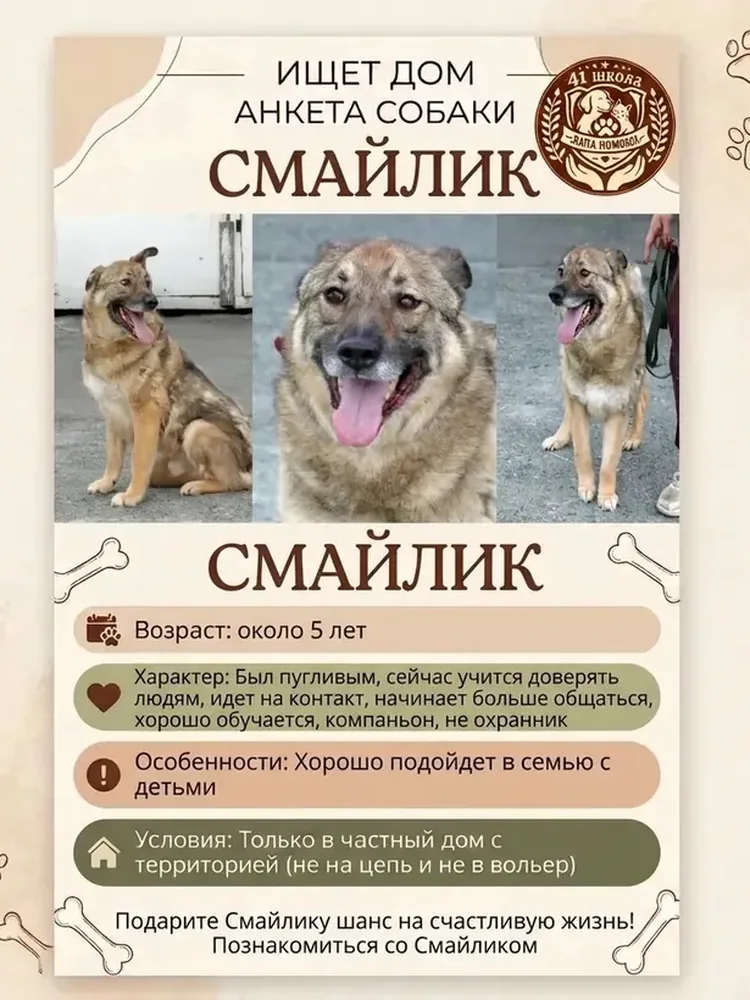 ИЩЕТ ДОМ
АНКЕТА СОБАКИ
СМАЙЛИК
41 ШКОЛА
ЛАПА НОМОВОЛ
СМАЙЛИК
Возраст: около 5 лет
Характер: Был пугливым, сейчас учится доверять
людям, идет на контакт, начинает больше общаться,
хорошо обучается, компаньон, не охранник
Особенности: Хорошо подойдет в семью с
детьми
Условия: Только в частный дом с
территорией (не на цепь и не в вольер)
Подарите Смайлику шанс на счастливую жизнь!
Познакомиться со Смайликом